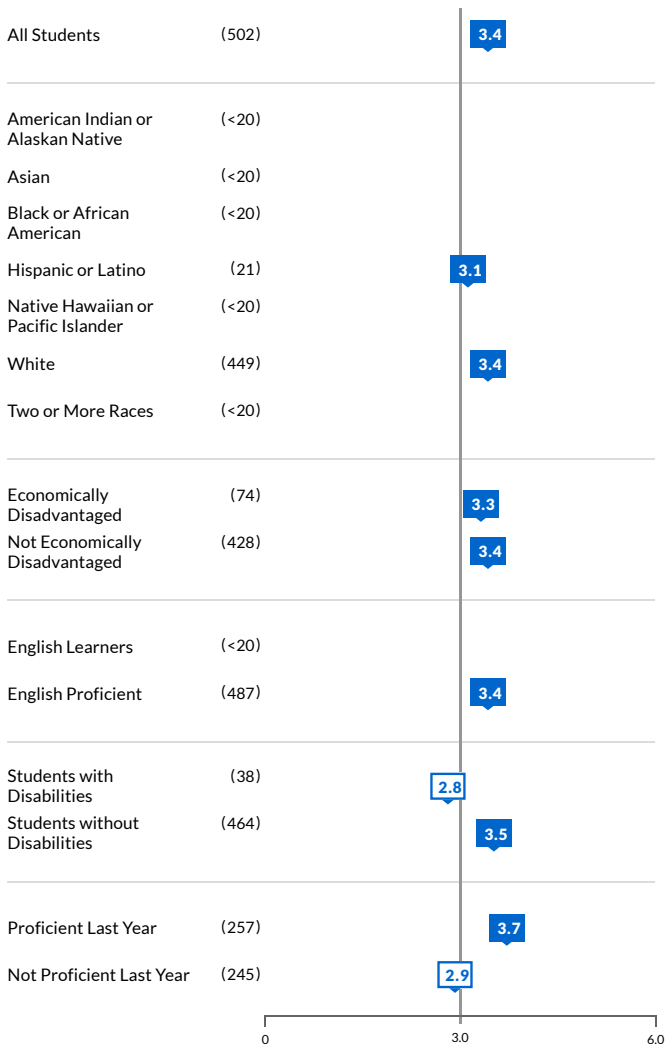 All Students (502) 3.4
American Indian or (<20)
Alaskan Native
Asian (<20)
Black or African (<20)
American
Hispanic or Latino (21) 3.1
Native Hawaiian or (<20)
Pacific Islander
White (449) 3.4
Two or More Races (<20)
Economically (74) 3.3
Disadvantaged
Not Economically (428) 3.4
Disadvantaged
English Learners (<20)
English Proficient (487) 3.4
Students with (38) 2.8
Disabilities
Students without (464) 3.5
Disabilities
Proficient Last Year (257) 3.7
Not Proficient Last Year (245) 2.9
0 3.0 6.0